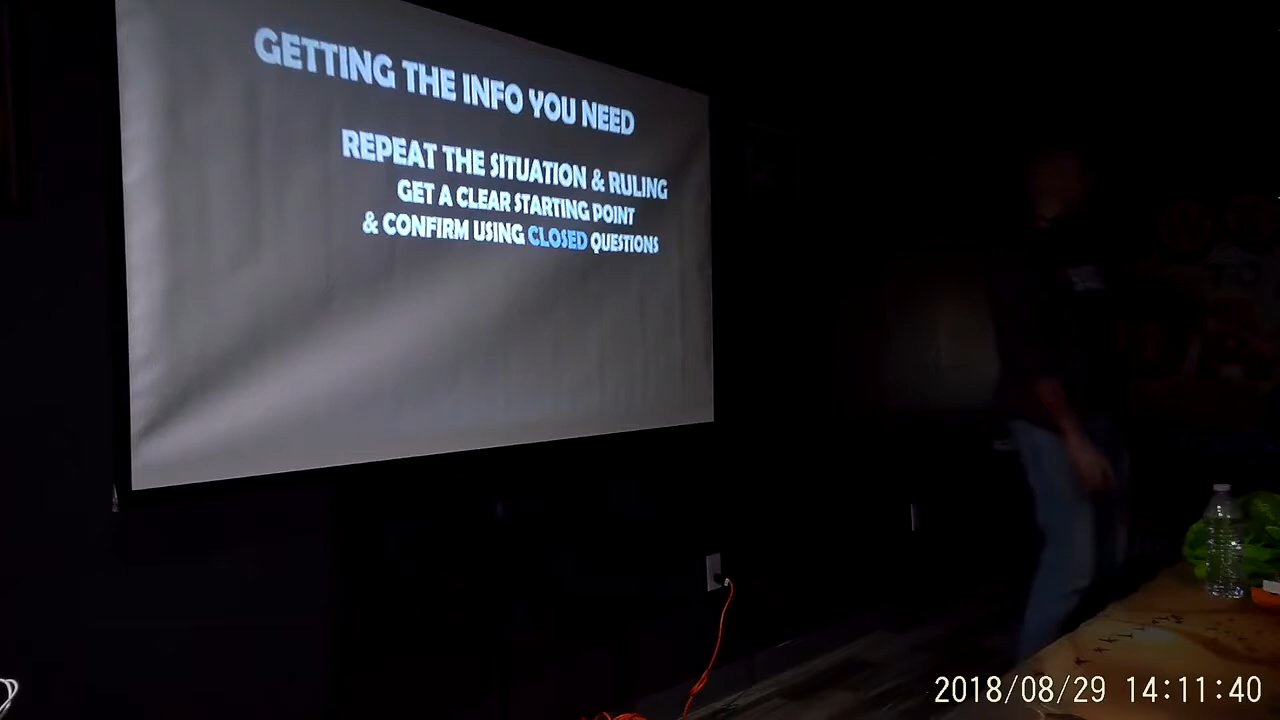 GETTING THE INFO YOU NEED
REPEAT THE SITUATION & RULING
GET A CLEAR STARTING POINT
& CONFIRM USING CLOSED QUESTIONS
2018/08/29 14:11:40